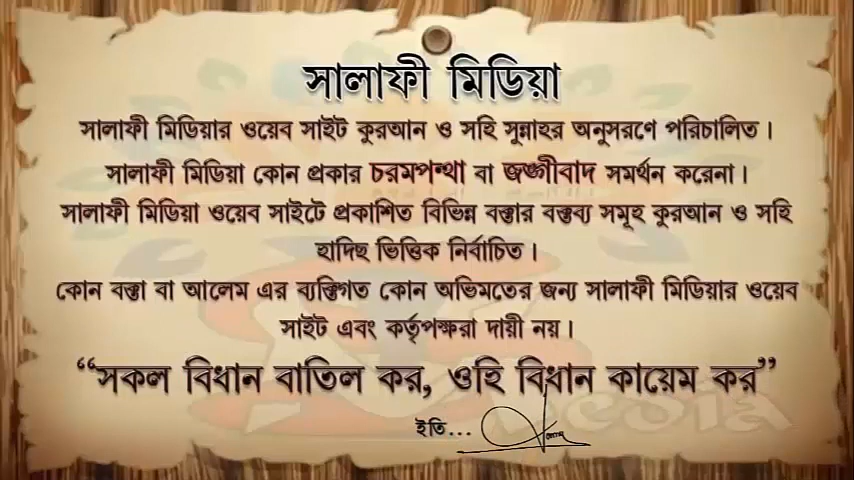 সালাফী মিডিয়া
সালাফী মিডিয়ার ওয়েব সাইট কুরআন ও সহি সুন্নাহর অনুসরণে পরিচালিত।
সালাফী মিডিয়া কোন প্রকার চরমপন্থা বা জঙ্গীবাদ সমর্থন করেনা।
সালাফী মিডিয়া ওয়েব সাইটে প্রকাশিত বিভিন্ন বক্তার বক্তব্য সমূহ কুরআন ও সহি
হাদিছ ভিত্তিক নির্বাচিত।
কোন বক্তা বা আলেম এর ব্যক্তিগত কোন অভিমতের জন্য সালাফী মিডিয়ার ওয়েব
সাইট এবং কর্তৃপক্ষরা দায়ী নয়।
“সকল বিধান বাতিল কর, ওহি বিধান কায়েম কর”
ইতি...